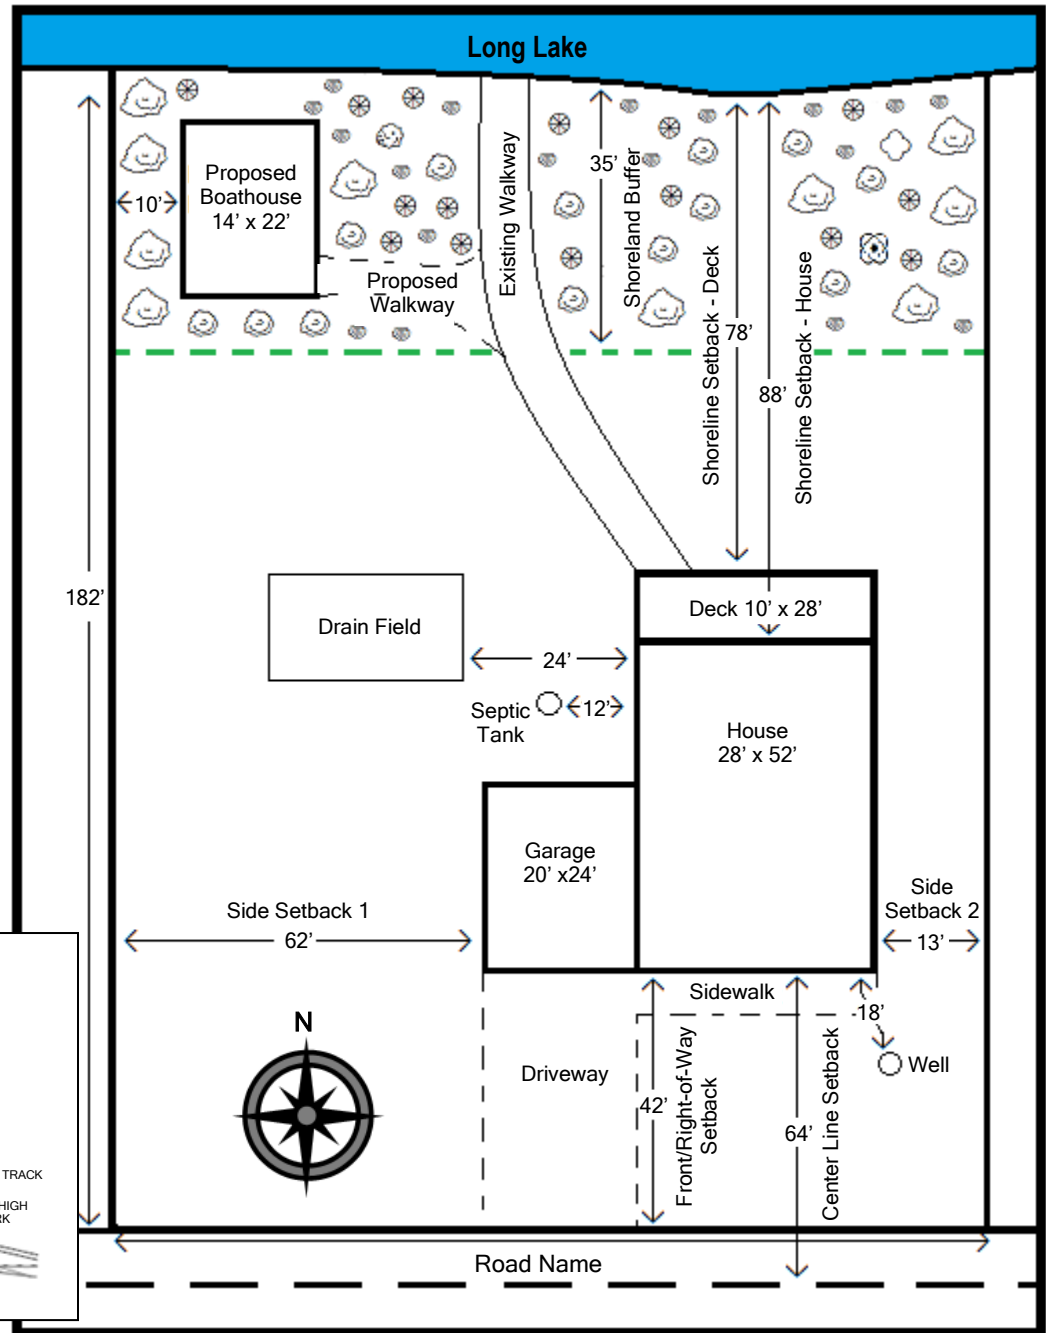 Long Lake
Proposed
Boathouse
14' x 22'
10'
Proposed
Walkway
Existing Walkway
35'
Shoreland Buffer
Shoreline Setback - Deck
78'
88'
Shoreline Setback - House
182'
Drain Field
24'
Septic
Tank
12'
Deck 10' x 28'
House
28' x 52'
Garage
20' x24'
Side Setback 1
62'
Side
Setback 2
13'
Sidewalk
18'
Well
N
Driveway
42'
Front/Right-of-Way
Setback
64'
Center Line Setback
TRACK
HIGH
Road Name